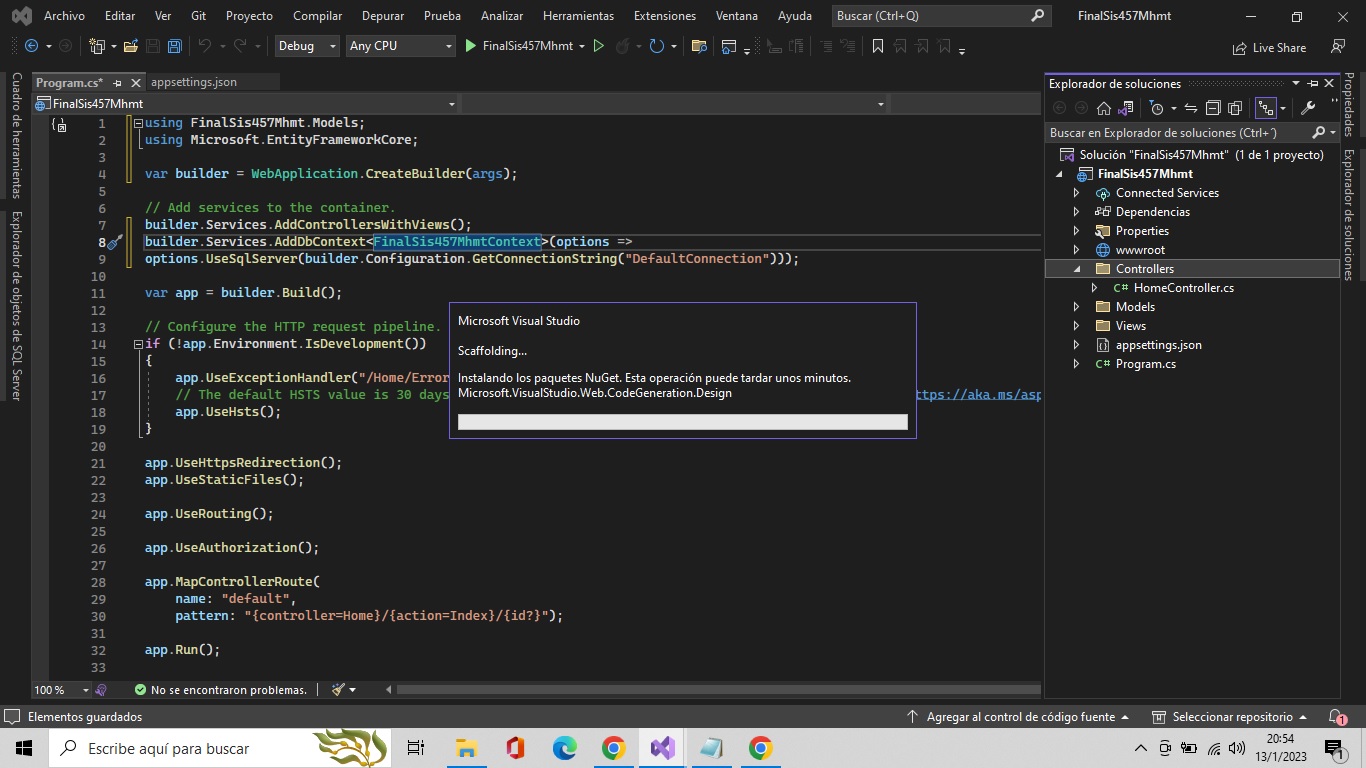 Archivo Editar Ver Git Proyecto Compilar Depurar Prueba Analizar Herramientas Extensiones Ventana Ayuda Buscar (Ctrl+Q) FinalSis457Mhmt
Debug Any CPU FinalSis457Mhmt Live Share
Program.cs* appsettings.json
FinalSis457Mhmt
Cuadro de herramientas
Explorador de objetos de SQL Server
1 using FinalSis457Mhmt.Models;
2 using Microsoft.EntityFrameworkCore;
3
4 var builder = WebApplication.CreateBuilder(args);
5
6 // Add services to the container.
7 builder.Services.AddControllersWithViews();
8 builder.Services.AddDbContext<FinalSis457MhmtContext>(options =>
9 options.UseSqlServer(builder.Configuration.GetConnectionString("DefaultConnection")));
10
11 var app = builder.Build();
12
13 // Configure the HTTP request pipeline.
14 if (!app.Environment.IsDevelopment())
15 {
16 app.UseExceptionHandler("/Home/Error
17 // The default HSTS value is 30 days ttps://aka.ms/asp
18 app.UseHsts();
19 }
20
21 app.UseHttpsRedirection();
22 app.UseStaticFiles();
23
24 app.UseRouting();
25
26 app.UseAuthorization();
27
28 app.MapControllerRoute(
29 name: "default",
30 pattern: "{controller=Home}/{action=Index}/{id?}");
31
32 app.Run();
33
Microsoft Visual Studio
Scaffolding...
Instalando los paquetes NuGet. Esta operación puede tardar unos minutos.
Microsoft.VisualStudio.Web.CodeGeneration.Design
Explorador de soluciones
Buscar en Explorador de soluciones (Ctrl+´)
Solución "FinalSis457Mhmt" (1 de 1 proyecto)
FinalSis457Mhmt
Connected Services
Dependencias
Properties
wwwroot
Controllers
C# HomeController.cs
Models
Views
appsettings.json
C# Program.cs
Propiedades
Explorador de soluciones
100 % No se encontraron problemas.
Elementos guardados Agregar al control de código fuente Seleccionar repositorio 1
Escribe aquí para buscar
20:54
13/1/2023
1